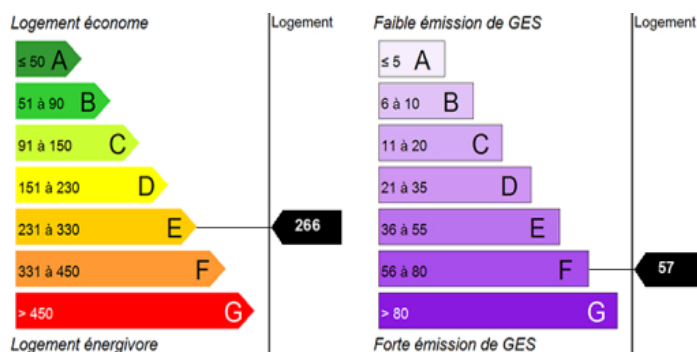 Logement économe
Logement
≤ 50 A
51 à 90 B
91 à 150 C
151 à 230 D
231 à 330 E
266
331 à 450 F
> 450 G
Logement énergivore
Faible émission de GES
Logement
≤ 5 A
6 à 10 B
11 à 20 C
21 à 35 D
36 à 55 E
56 à 80 F
57
> 80 G
Forte émission de GES